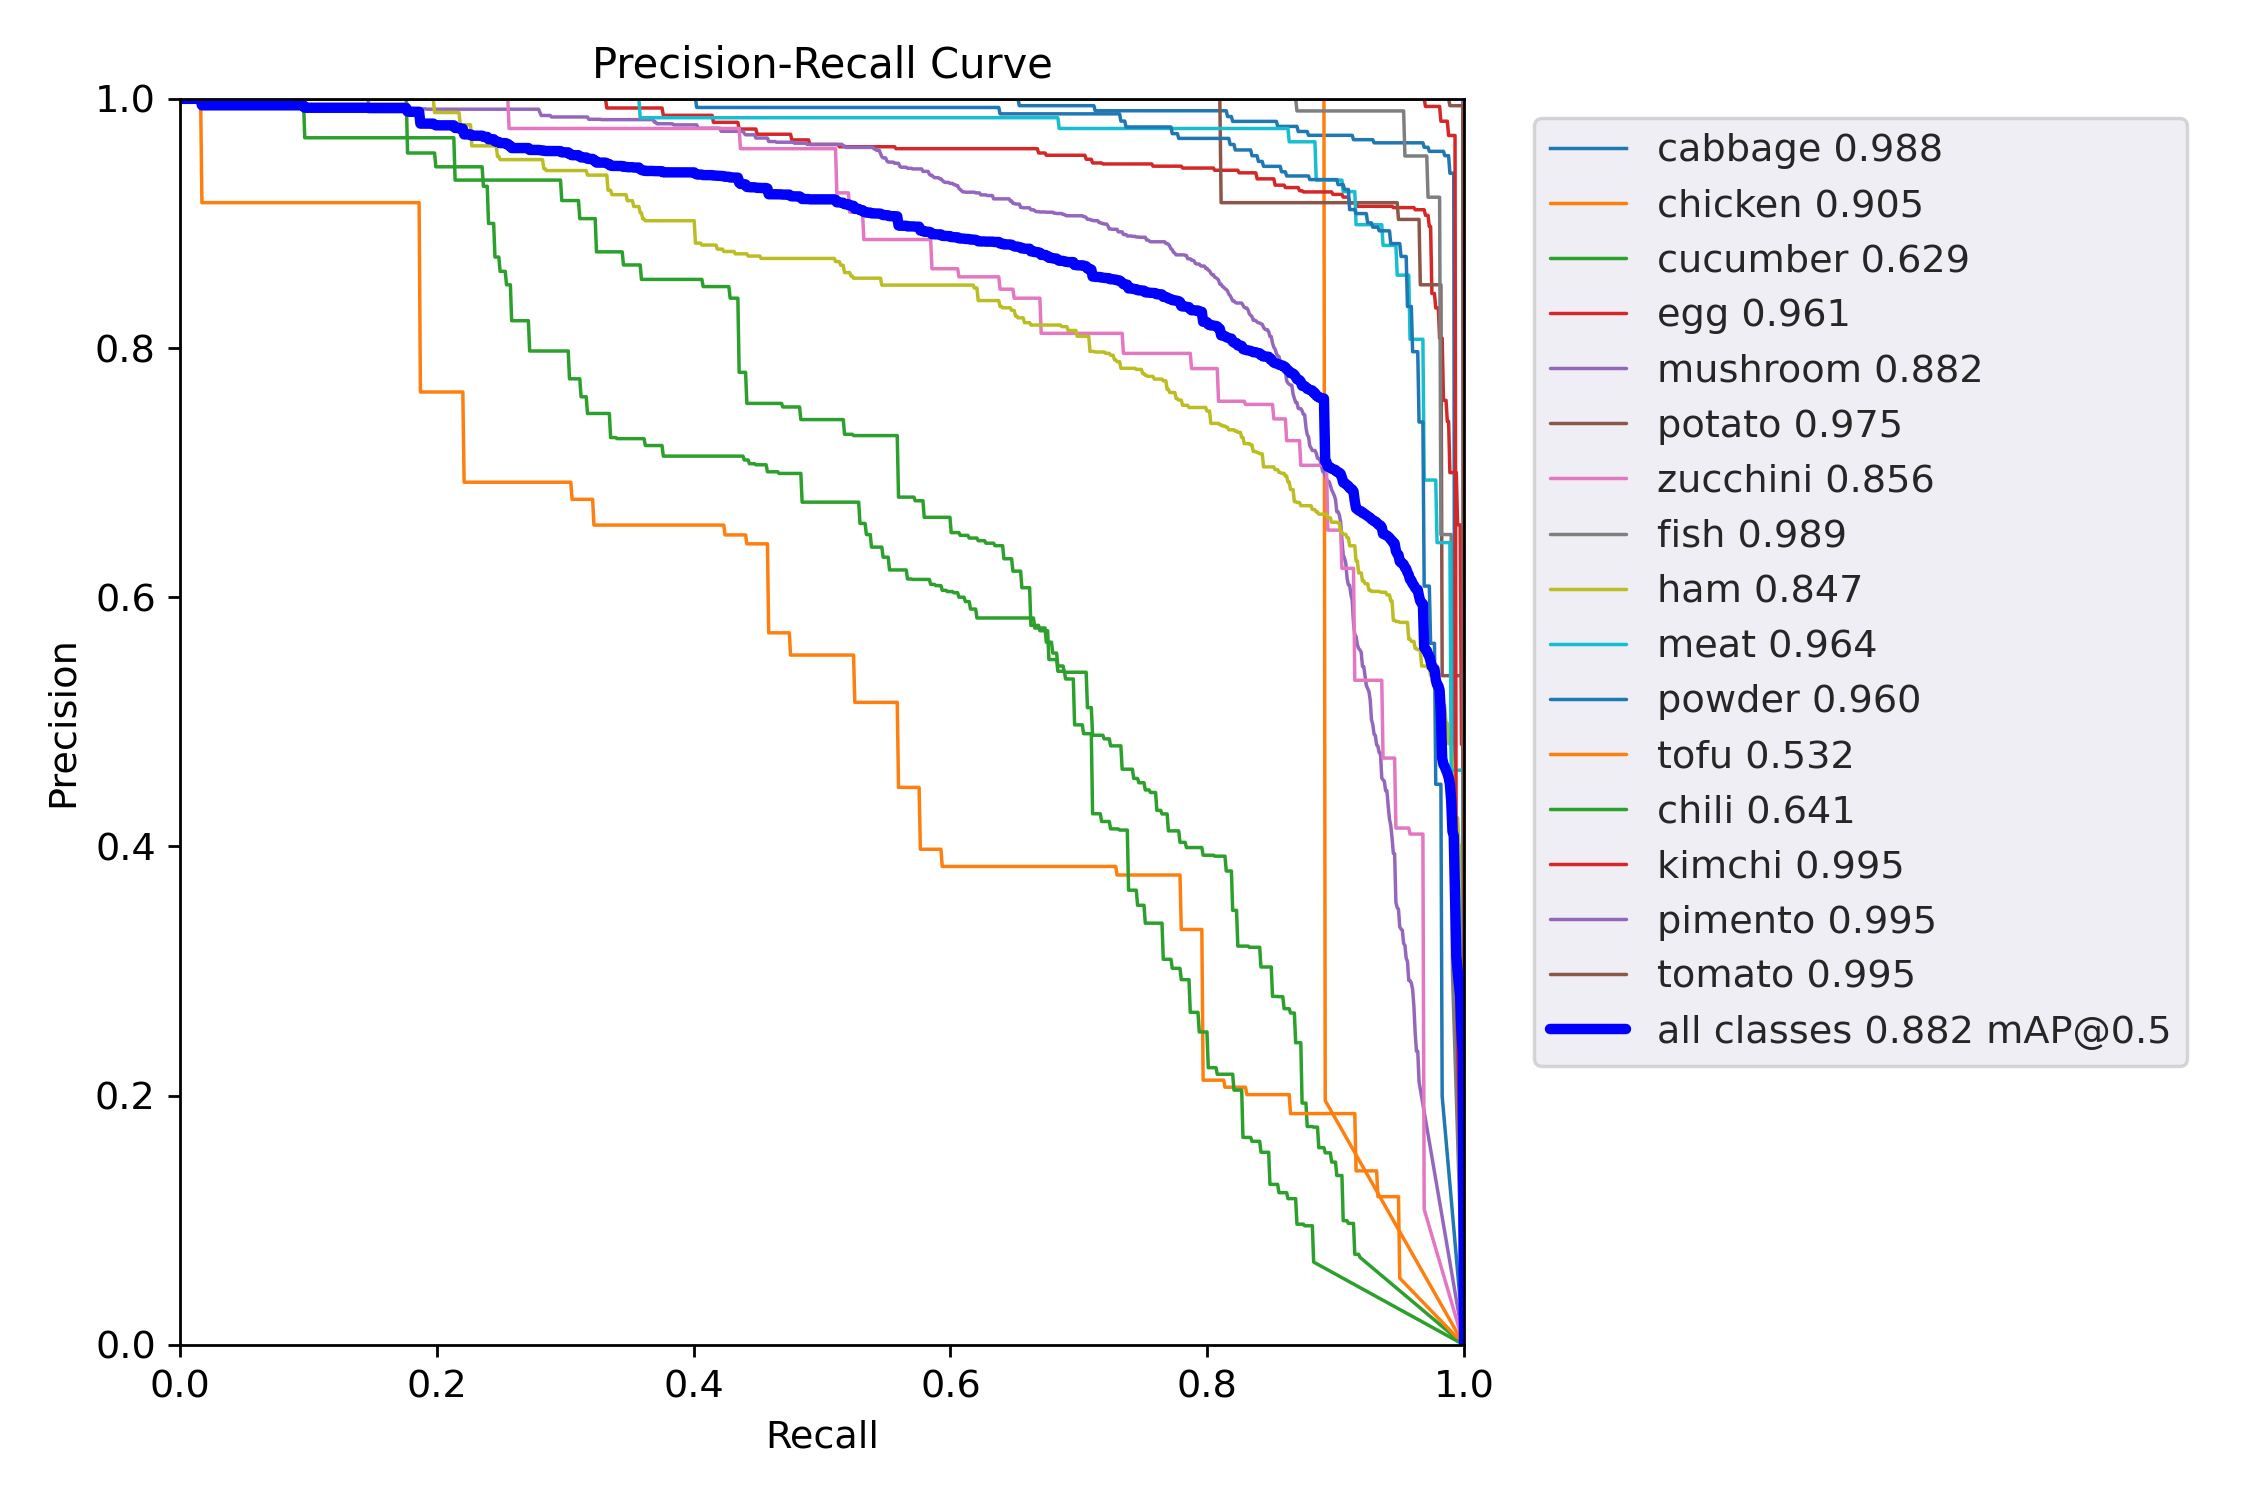 Precision-Recall Curve
1.0
0.8
0.6
0.4
0.2
0.0
Precision
0.0 0.2 0.4 0.6 0.8 1.0
Recall
cabbage 0.988
chicken 0.905
cucumber 0.629
egg 0.961
mushroom 0.882
potato 0.975
zucchini 0.856
fish 0.989
ham 0.847
meat 0.964
powder 0.960
tofu 0.532
chili 0.641
kimchi 0.995
pimento 0.995
tomato 0.995
all classes 0.882 mAP@0.5